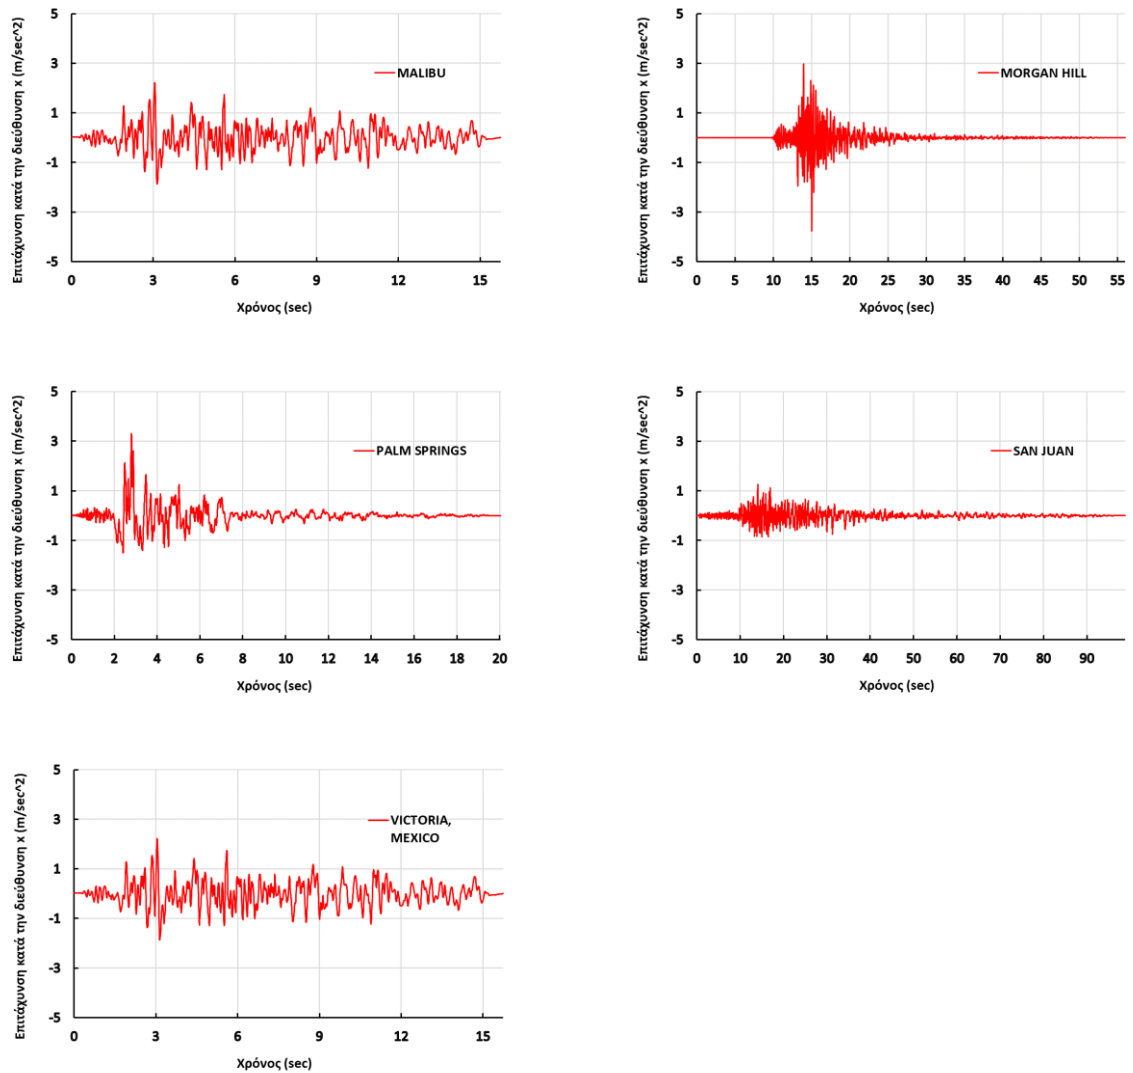 Επιτάχυνση κατά την διεύθυνση x (m/sec^2)
5
3
1
-1
-3
-5
MALIBU
0 3 6 9 12 15
Χρόνος (sec)
Επιτάχυνση κατά την διεύθυνση x (m/sec^2)
5
3
1
-1
-3
-5
MORGAN HILL
0 5 10 15 20 25 30 35 40 45 50 55
Χρόνος (sec)
Επιτάχυνση κατά την διεύθυνση x (m/sec^2)
5
3
1
-1
-3
-5
PALM SPRINGS
0 2 4 6 8 10 12 14 16 18 20
Χρόνος (sec)
Επιτάχυνση κατά την διεύθυνση x (m/sec^2)
5
3
1
-1
-3
-5
SAN JUAN
0 10 20 30 40 50 60 70 80 90
Χρόνος (sec)
Επιτάχυνση κατά την διεύθυνση x (m/sec^2)
5
3
1
-1
-3
-5
VICTORIA,
MEXICO
0 3 6 9 12 15
Χρόνος (sec)